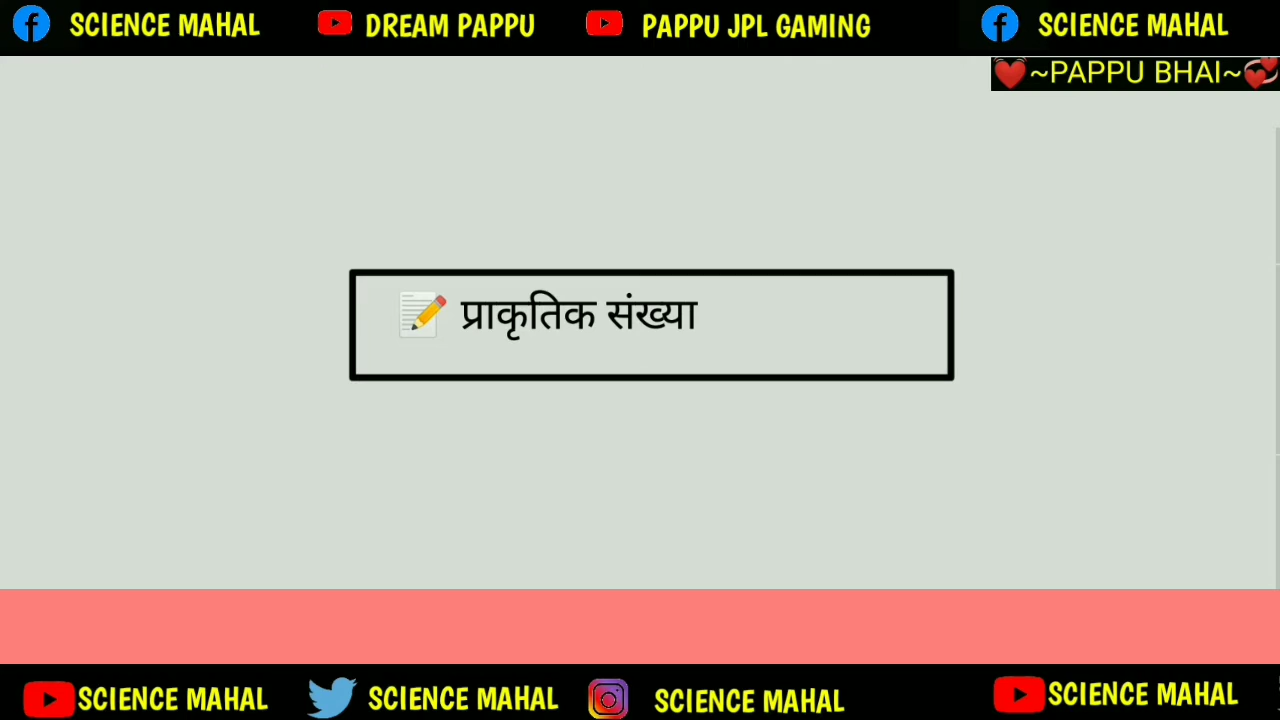 SCIENCE MAHAL DREAM PAPPU PAPPU JPL GAMING SCIENCE MAHAL
~PAPPU BHAI~
प्राकृतिक संख्या
SCIENCE MAHAL SCIENCE MAHAL SCIENCE MAHAL SCIENCE MAHAL